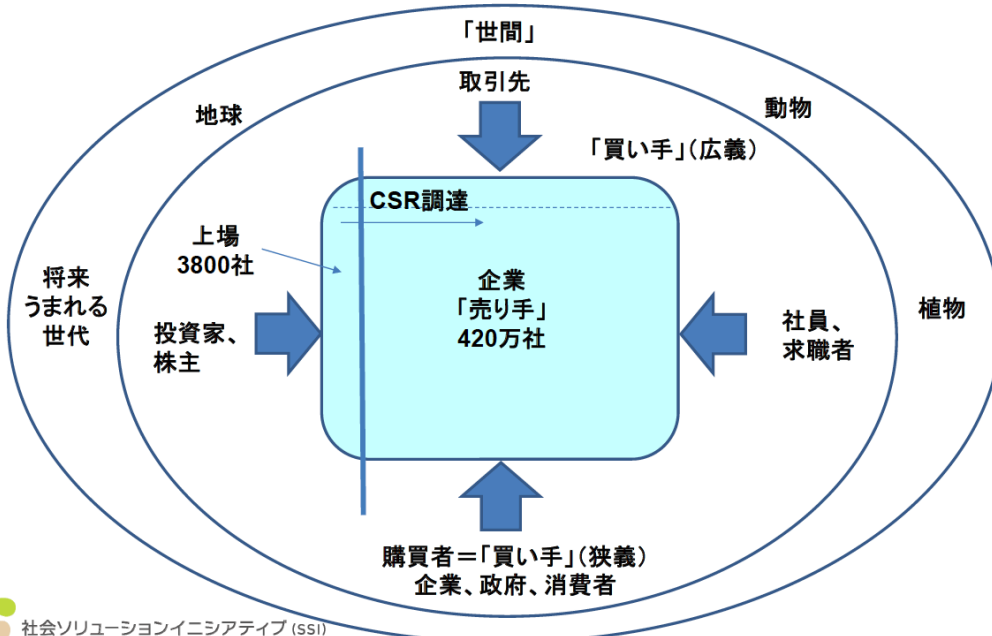 「世間」
取引先
地球
動物
「買い手」(広義)
CSR調達
上場
3800社
企業
「売り手」
420万社
将来
うまれる
世代
投資家、
株主
社員、
求職者
植物
購買者=「買い手」(狭義)
企業、政府、消費者
社会ソリューションイニシアティブ (SSI)